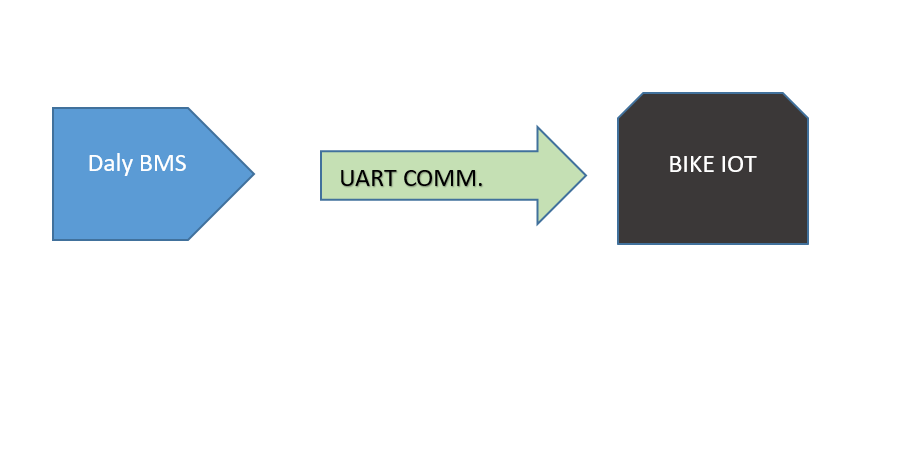 Daly BMS
UART COMM.
BIKE IOT